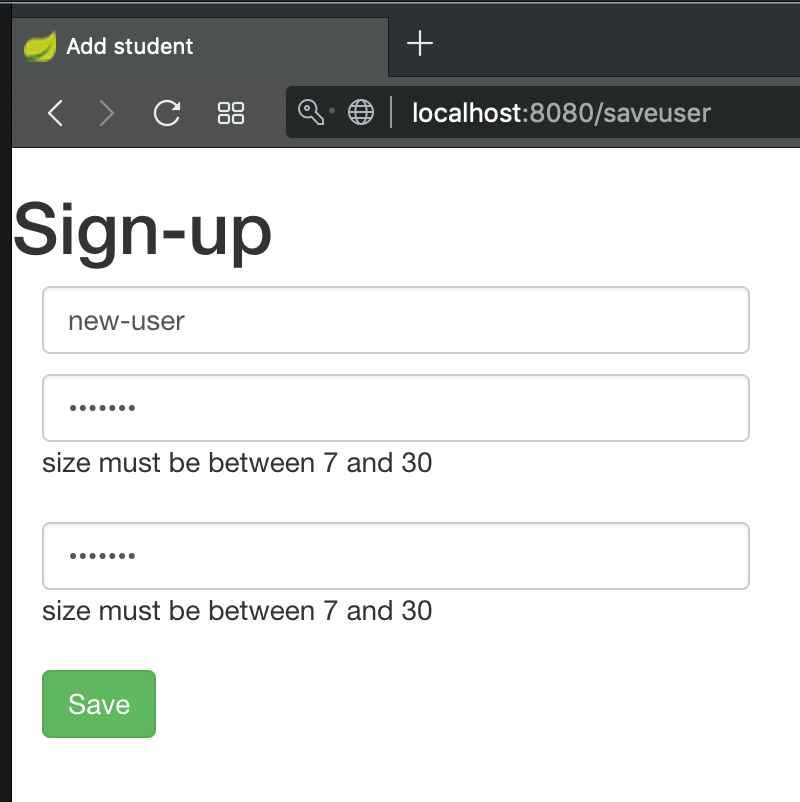 Add student
localhost:8080/saveuser
Sign-up
new-user
•••••••
size must be between 7 and 30
•••••••
size must be between 7 and 30
Save